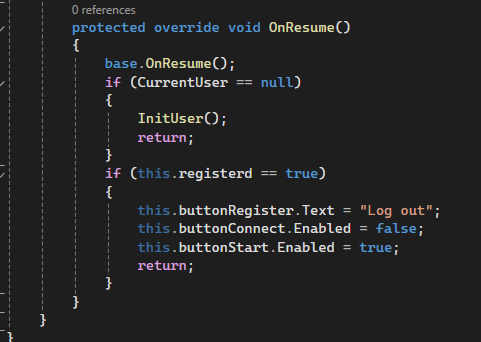 0 references
protected override void OnResume()
{
base.OnResume();
if (CurrentUser == null)
{
InitUser();
return;
}
if (this.registerd == true)
{
this.buttonRegister.Text = "Log out";
this.buttonConnect.Enabled = false;
this.buttonStart.Enabled = true;
return;
}
}
}
}